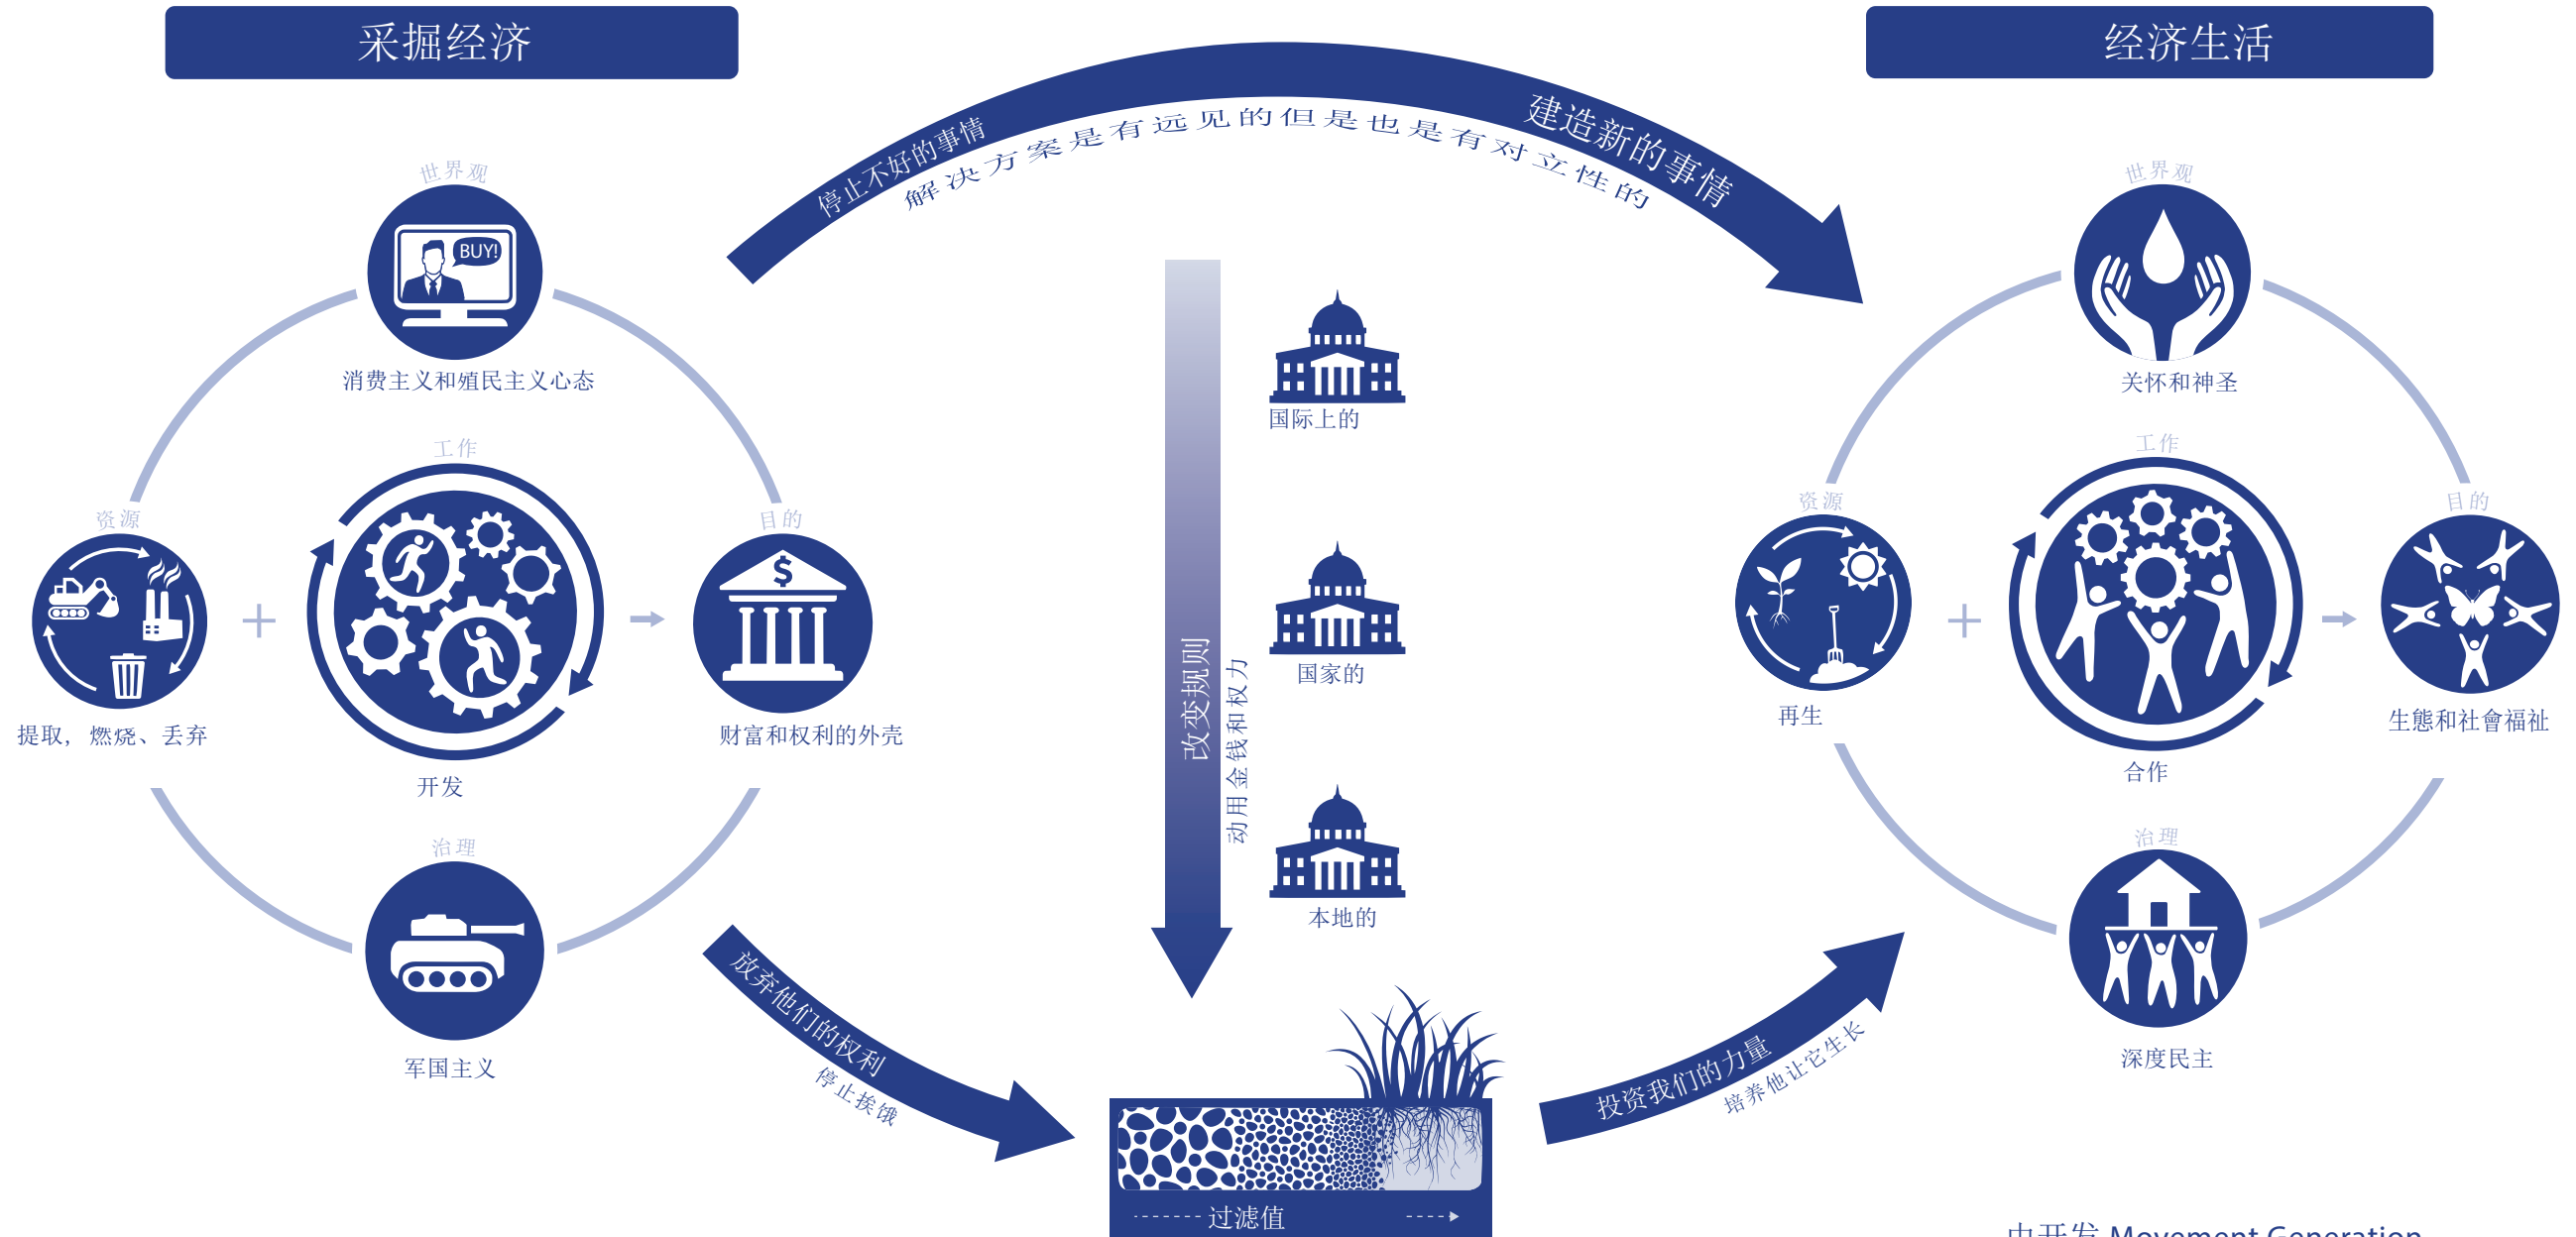 采掘经济
经济生活
停止不好的事情
建造新的事情
解决方案是有远见的但是也是有对立性的
世界观
BUY!
消费主义和殖民主义心态
工作
资源
目的
$
提取，燃烧、丢弃
开发
财富和权利的外壳
治理
军国主义
国际上的
国家的
本地的
改变规则
动用金钱和权力
世界观
关怀和神圣
工作
资源
目的
再生
合作
生態和社會福祉
治理
深度民主
放弃他们的权利
停止挨饿
过滤值
投资我们的力量
培养他让它生长
Movement Generation